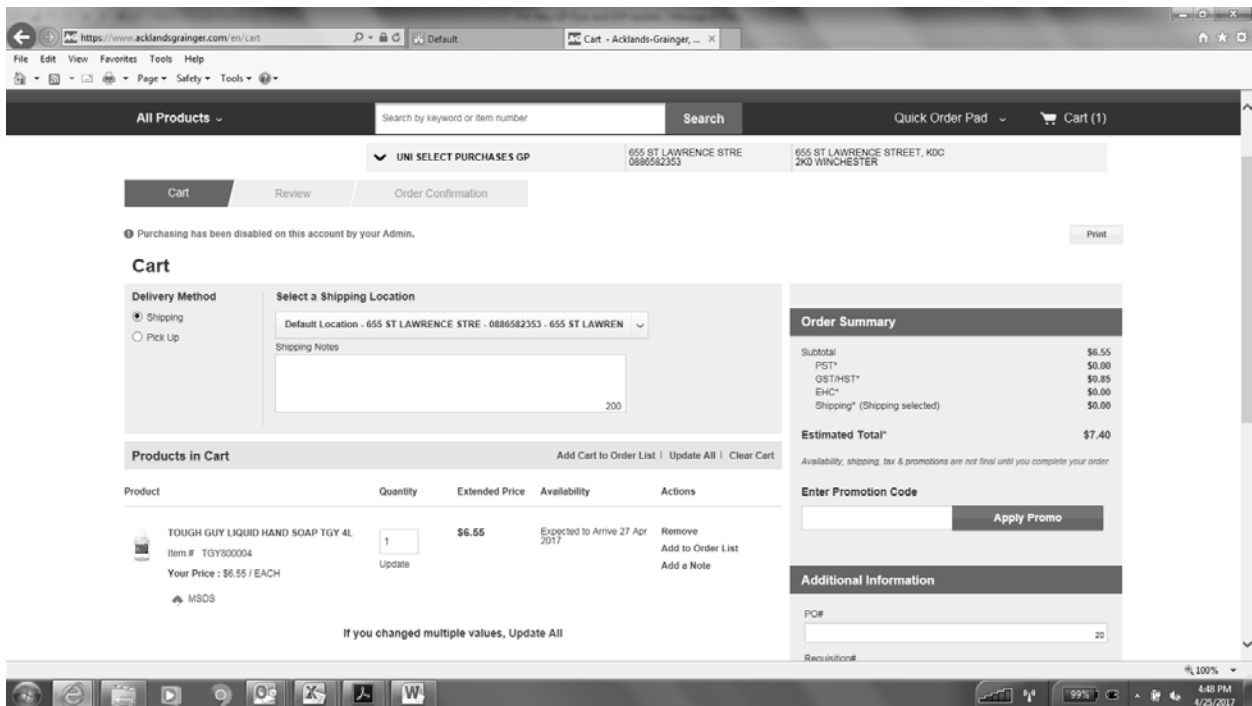 https://www.acklandsgrainger.com/en/cart
Default
Cart - Acklands-Grainger, ...
File Edit View Favorites Tools Help
Page Safety Tools
All Products
Search by keyword or item number
Search
Quick Order Pad
Cart (1)
UNI SELECT PURCHASES GP
655 ST LAWRENCE STRE
0886582353
655 ST LAWRENCE STREET, K0C
2K0 WINCHESTER
Cart
Review
Order Confirmation
Purchasing has been disabled on this account by your Admin.
Print
Cart
Delivery Method
Shipping
Pick Up
Select a Shipping Location
Default Location - 655 ST LAWRENCE STRE - 0886582353 - 655 ST LAWREN
Shipping Notes
200
Order Summary
Subtotal $6.55
PST* $0.00
GST/HST* $0.85
EHC* $0.00
Shipping* (Shipping selected) $0.00
Estimated Total* $7.40
Availability, shipping, tax & promotions are not final until you complete your order.
Enter Promotion Code
Apply Promo
Additional Information
PO#
20
Requisition#
Products in Cart
Add Cart to Order List | Update All | Clear Cart
Product Quantity Extended Price Availability Actions
TOUGH GUY LIQUID HAND SOAP TGY 4L
Item # TGY800004
Your Price : $6.55 / EACH
MSDS
1
Update
$6.55
Expected to Arrive 27 Apr
2017
Remove
Add to Order List
Add a Note
If you changed multiple values, Update All
100%
99%
4:48 PM
4/25/2017